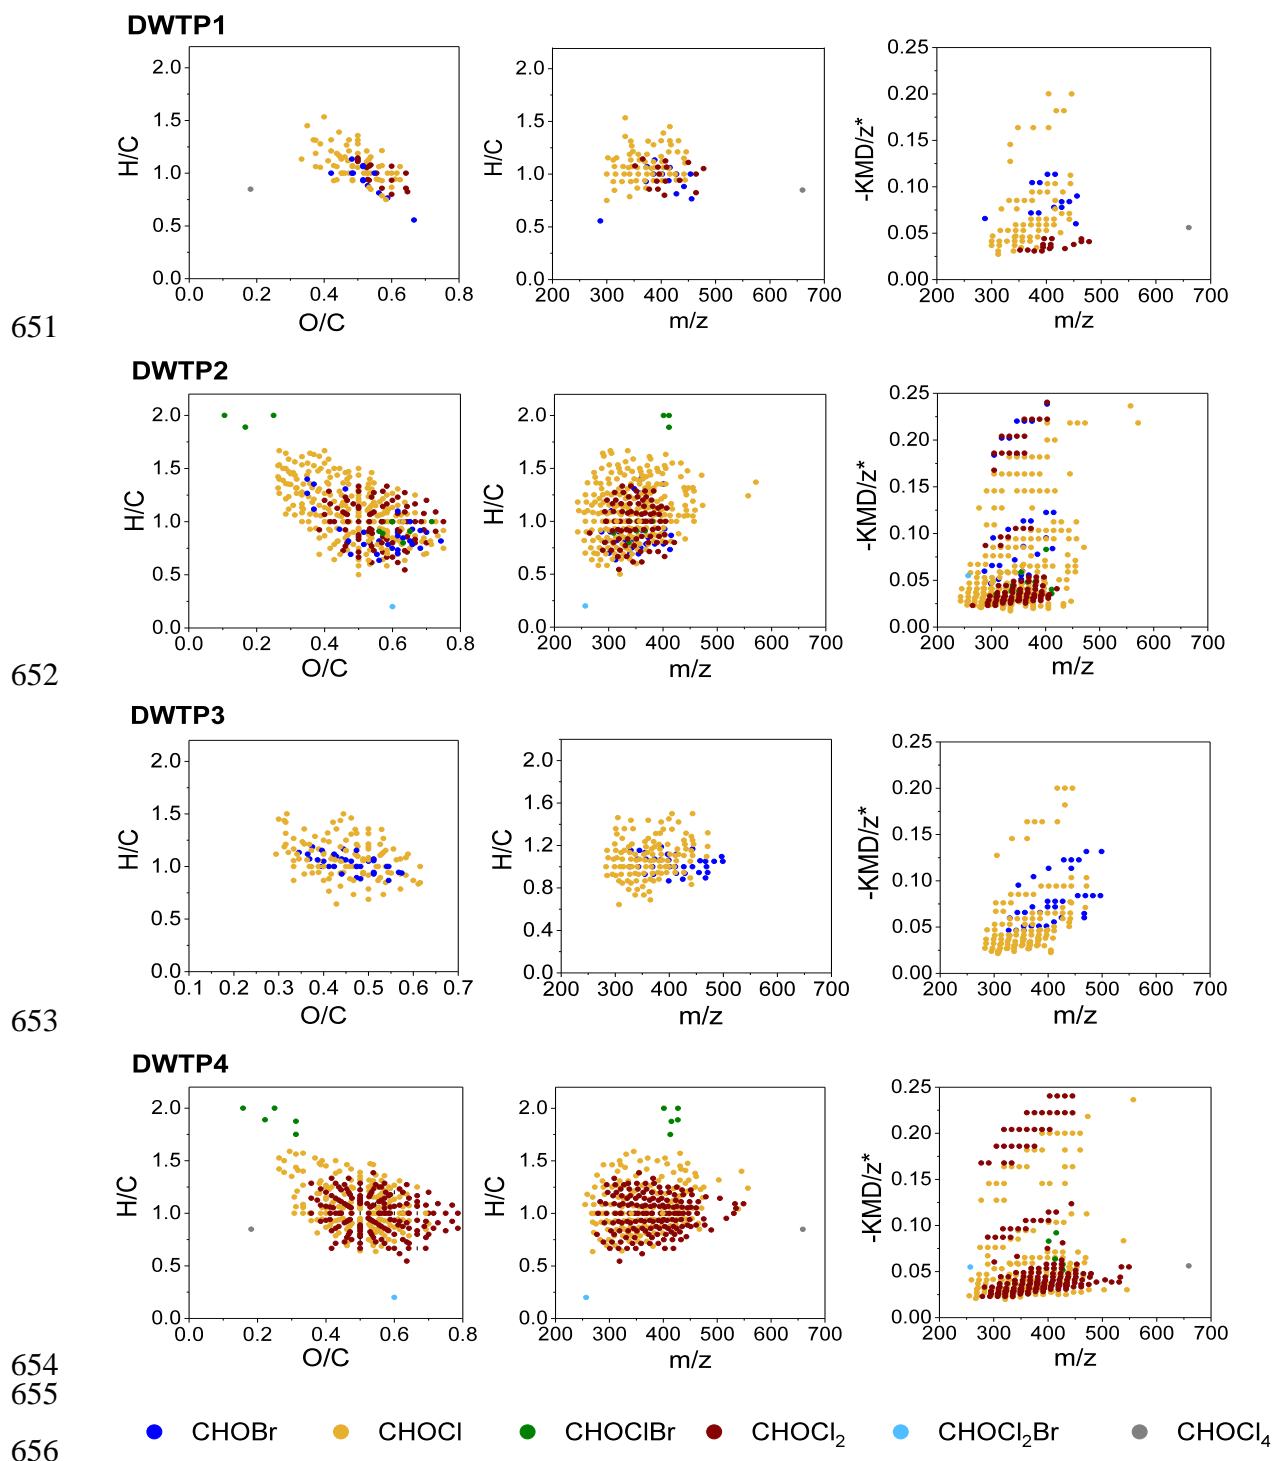 DWTP1
2.0 1.5 1.0 0.5 0.0
H/C
0.0 0.2 0.4 0.6 0.8
O/C
2.0 1.5 1.0 0.5 0.0
H/C
200 300 400 500 600 700
m/z
0.25 0.20 0.15 0.10 0.05 0.00
-KMD/z*
200 300 400 500 600 700
m/z
651
DWTP2
2.0 1.5 1.0 0.5 0.0
H/C
0.0 0.2 0.4 0.6 0.8
O/C
2.0 1.5 1.0 0.5 0.0
H/C
200 300 400 500 600 700
m/z
0.25 0.20 0.15 0.10 0.05 0.00
-KMD/z*
200 300 400 500 600 700
m/z
652
DWTP3
2.0 1.5 1.0 0.5 0.0
H/C
0.1 0.2 0.3 0.4 0.5 0.6 0.7
O/C
2.0 1.6 1.2 0.8 0.4 0.0
H/C
200 300 400 500 600 700
m/z
0.25 0.20 0.15 0.10 0.05 0.00
-KMD/z*
200 300 400 500 600 700
m/z
653
DWTP4
2.0 1.5 1.0 0.5 0.0
H/C
0.0 0.2 0.4 0.6 0.8
O/C
2.0 1.5 1.0 0.5 0.0
H/C
200 300 400 500 600 700
m/z
0.25 0.20 0.15 0.10 0.05 0.00
-KMD/z*
200 300 400 500 600 700
m/z
654
655
CHOBr CHOCl CHOClBr CHOCl2 CHOCl2Br CHOCl4
656